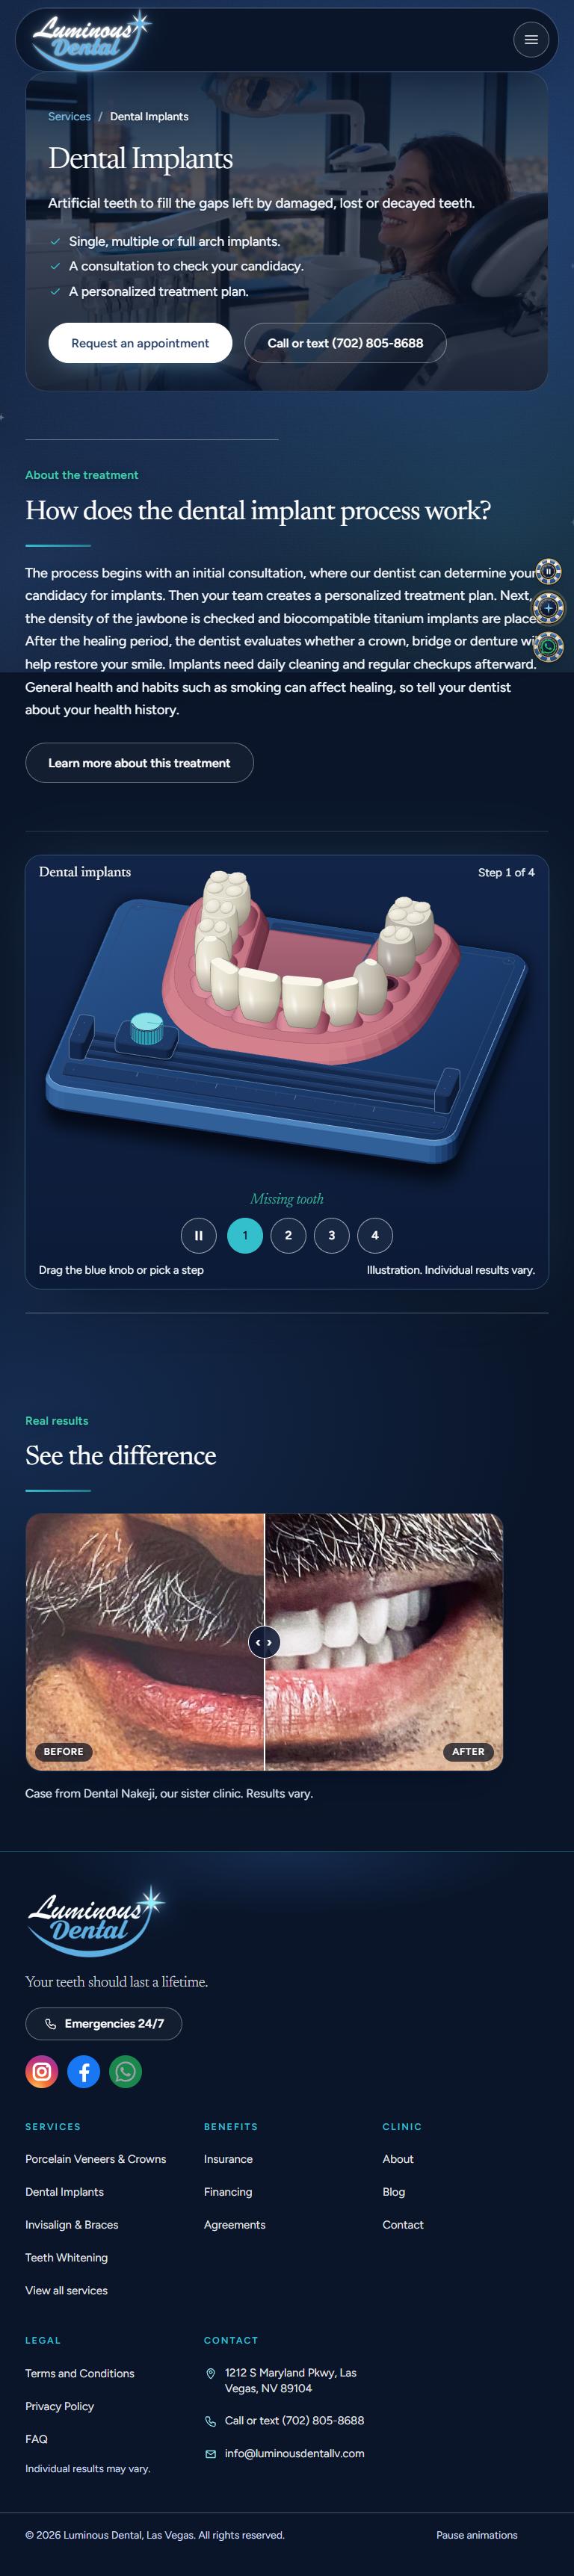 Luminous
Dental
Services / Dental Implants
Dental Implants
Artificial teeth to fill the gaps left by damaged, lost or decayed teeth.
Single, multiple or full arch implants.
A consultation to check your candidacy.
A personalized treatment plan.
Request an appointment
Call or text (702) 805-8688
About the treatment
How does the dental implant process work?
The process begins with an initial consultation, where our dentist can determine your
candidacy for implants. Then your team creates a personalized treatment plan. Next,
the density of the jawbone is checked and biocompatible titanium implants are place
After the healing period, the dentist evaluates whether a crown, bridge or denture wi
help restore your smile. Implants need daily cleaning and regular checkups afterward.
General health and habits such as smoking can affect healing, so tell your dentist
about your health history.
Learn more about this treatment
Dental implants
Step 1 of 4
Missing tooth
1
2
3
4
Drag the blue knob or pick a step
Illustration. Individual results vary.
Real results
See the difference
BEFORE
AFTER
Case from Dental Nakeji, our sister clinic. Results vary.
Luminous
Dental
Your teeth should last a lifetime.
Emergencies 24/7
SERVICES
Porcelain Veneers & Crowns
Dental Implants
Invisalign & Braces
Teeth Whitening
View all services
BENEFITS
Insurance
Financing
Agreements
CLINIC
About
Blog
Contact
LEGAL
Terms and Conditions
Privacy Policy
FAQ
Individual results may vary.
CONTACT
1212 S Maryland Pkwy, Las
Vegas, NV 89104
Call or text (702) 805-8688
info@luminousdentallv.com
© 2026 Luminous Dental, Las Vegas. All rights reserved.
Pause animations